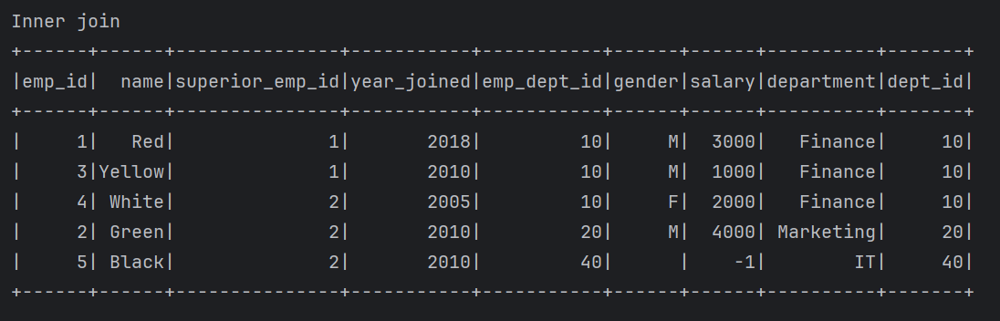 Inner join
+------+------+---------------+-----------+-----------+------+------+----------+-------+
|emp_id|  name|superior_emp_id|year_joined|emp_dept_id|gender|salary|department|dept_id|
+------+------+---------------+-----------+-----------+------+------+----------+-------+
|     1|   Red|              1|       2018|         10|     M|  3000|   Finance|     10|
|     3|Yellow|              1|       2010|         10|     M|  1000|   Finance|     10|
|     4| White|              2|       2005|         10|     F|  2000|   Finance|     10|
|     2| Green|              2|       2010|         20|     M|  4000| Marketing|     20|
|     5| Black|              2|       2010|         40|      |    -1|        IT|     40|
+------+------+---------------+-----------+-----------+------+------+----------+-------+